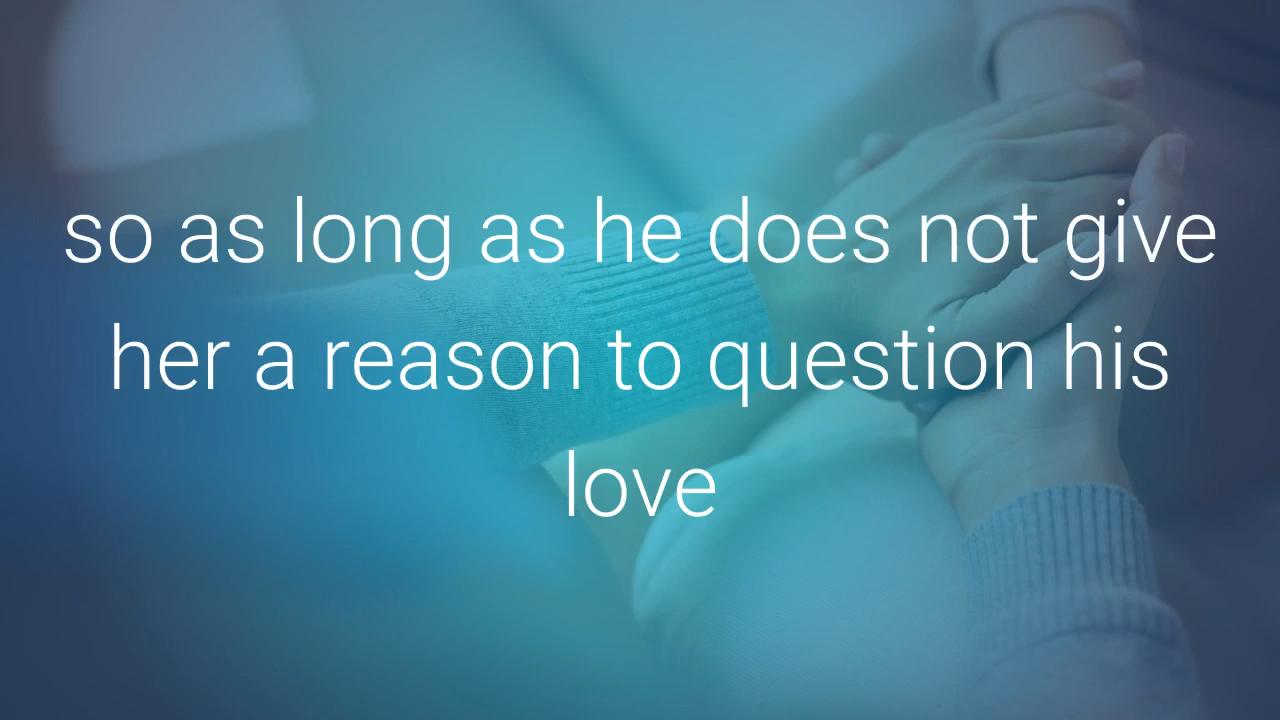 so as long as he does not give
her a reason to question his
love